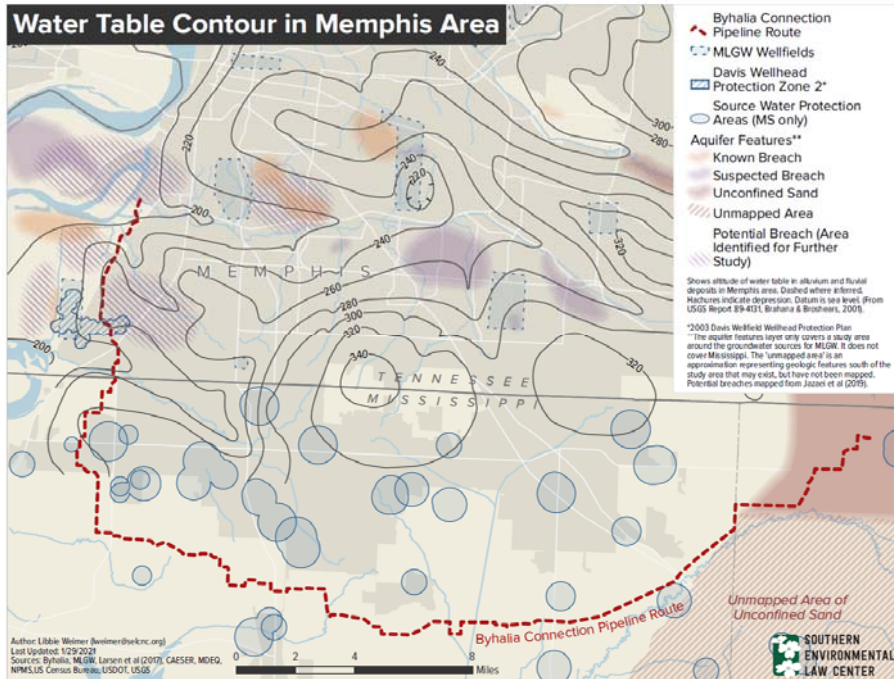 Water Table Contour in Memphis Area
Byhalia Connection
Pipeline Route
MLGW Wellfields
Davis Wellhead
Protection Zone 2*
Source Water Protection
Areas (MS only)
Aquifer Features**
Known Breach
Suspected Breach
Unconfined Sand
Unmapped Area
Potential Breach (Area
Identified for Further
Study)
Shows altitude of water table in alluvium and fluvial
deposits in Memphis area. Dashed where inferred.
Hachures indicate depression. Datum is sea level. (From
USGS Report 89-4131, Brahana & Broshears, 2001).
*2003 Davis Wellfield Wellhead Protection Plan
**The aquifer features layer only covers a study area
around the groundwater sources for MLGW. It does not
cover Mississippi. The 'unmapped area' is an
approximation representing geologic features south of the
study area that may exist, but have not been mapped.
Potential breaches mapped from Jazaei et al (2019).
240
300
280
220
240
220
200
240
320
MEMPHIS
260
280
300
320
340
320
200
TENNESSEE
MISSISSIPPI
Byhalia Connection Pipeline Route
Unmapped Area of
Unconfined Sand
Author: Libbie Weimer (lweimer@selcnc.org)
Last Updated: 1/29/2021
Sources: Byhalia, MLGW, Larsen et al (2017), CAESER, MDEQ,
NPMS, US Census Bureau, USDOT, USGS
0 2 4 8
Miles
SOUTHERN
ENVIRONMENTAL
LAW CENTER